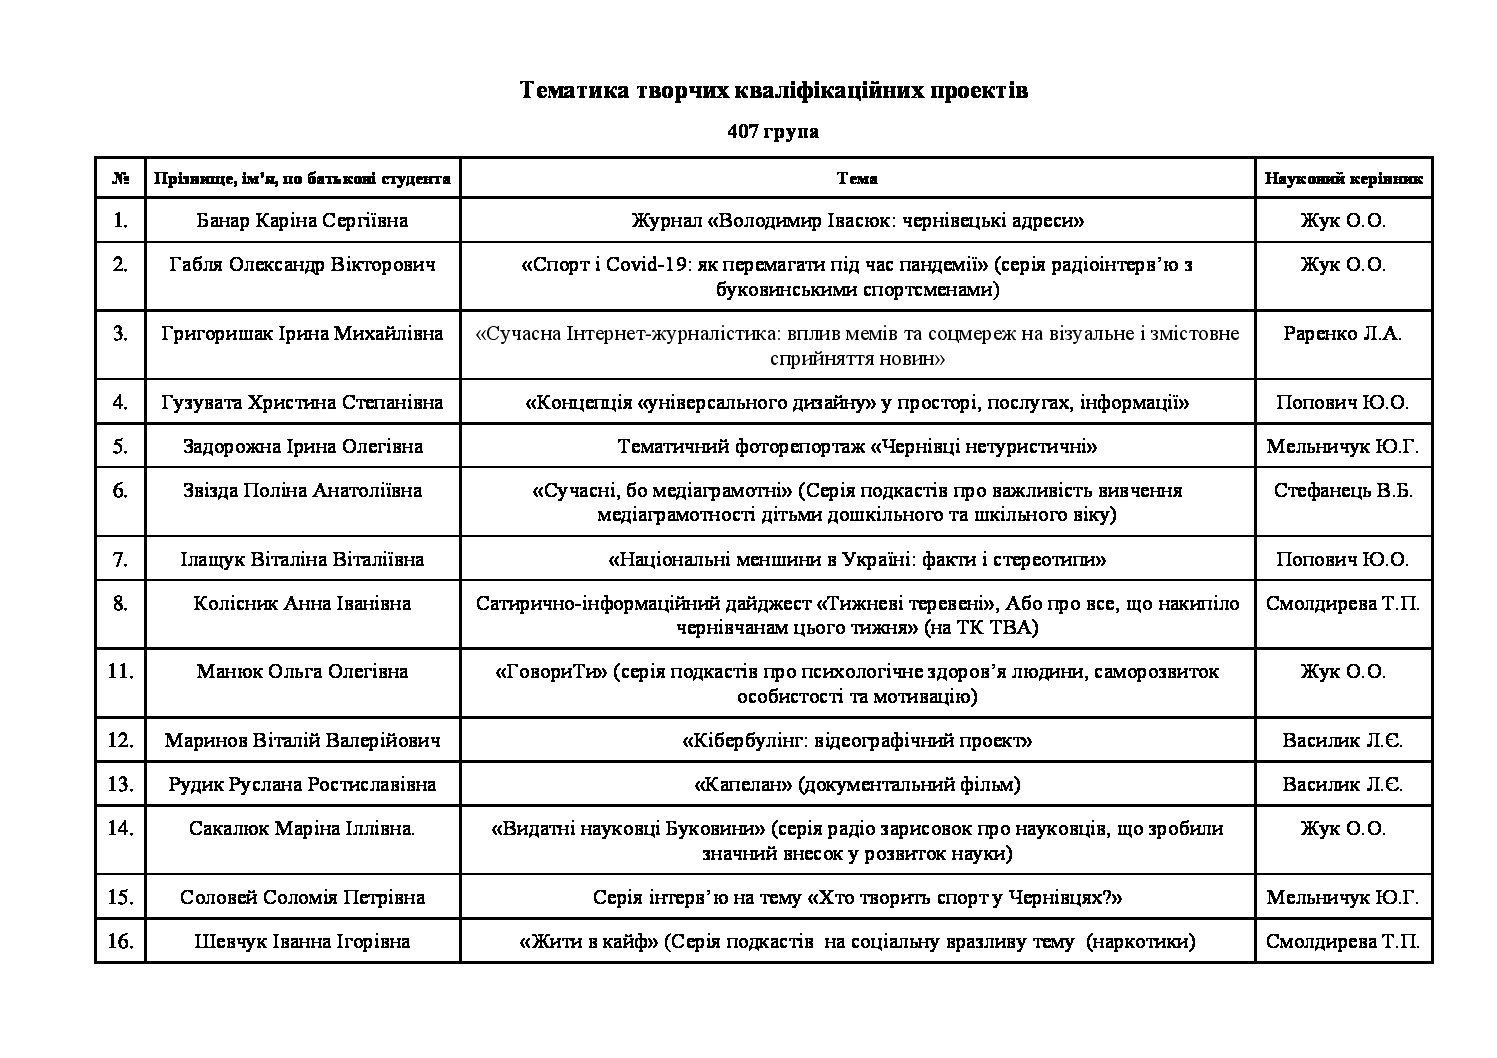 Тематика творчих кваліфікаційних проектів
407 група
№ Прізвище, ім’я, по батькові студента Тема Науковий керівник
1. Банар Каріна Сергіївна Журнал «Володимир Івасюк: чернівецькі адреси» Жук О.О.
2. Габля Олександр Вікторович «Спорт і Covid-19: як перемагати під час пандемії» (серія радіоінтерв’ю з Жук О.О.
буковинськими спортсменами)
3. Григоришак Ірина Михайлівна «Сучасна Інтернет-журналістика: вплив мемів та соцмереж на візуальне і змістовне Раренко Л.А.
сприйняття новин»
4. Гузувата Христина Степанівна «Концепція «універсального дизайну» у просторі, послугах, інформації» Попович Ю.О.
5. Задорожна Ірина Олегівна Тематичний фоторепортаж «Чернівці нетуристичні» Мельничук Ю.Г.
6. Звізда Поліна Анатоліївна «Сучасні, бо медіаграмотні» (Серія подкастів про важливість вивчення Стефанець В.Б.
медіаграмотності дітьми дошкільного та шкільного віку)
7. Ілащук Віталіна Віталіївна «Національні меншини в Україні: факти і стереотипи» Попович Ю.О.
8. Колісник Анна Іванівна Сатирично-інформаційний дайджест «Тижневі теревені», Або про все, що накипіло Смолдирева Т.П.
чернівчанам цього тижня» (на ТК ТВА)
11. Манюк Ольга Олегівна «ГовориТи» (серія подкастів про психологічне здоров’я людини, саморозвиток Жук О.О.
особистості та мотивацію)
12. Маринов Віталій Валерійович «Кібербулінг: відеографічний проект» Василик Л.Є.
13. Рудик Руслана Ростиславівна «Капелан» (документальний фільм) Василик Л.Є.
14. Сакалюк Маріна Іллівна. «Видатні науковці Буковини» (серія радіо зарисовок про науковців, що зробили Жук О.О.
значний внесок у розвиток науки)
15. Соловей Соломія Петрівна Серія інтерв’ю на тему «Хто творить спорт у Чернівцях?» Мельничук Ю.Г.
16. Шевчук Іванна Ігорівна «Жити в кайф» (Серія подкастів на соціальну вразливу тему (наркотики) Смолдирева Т.П.